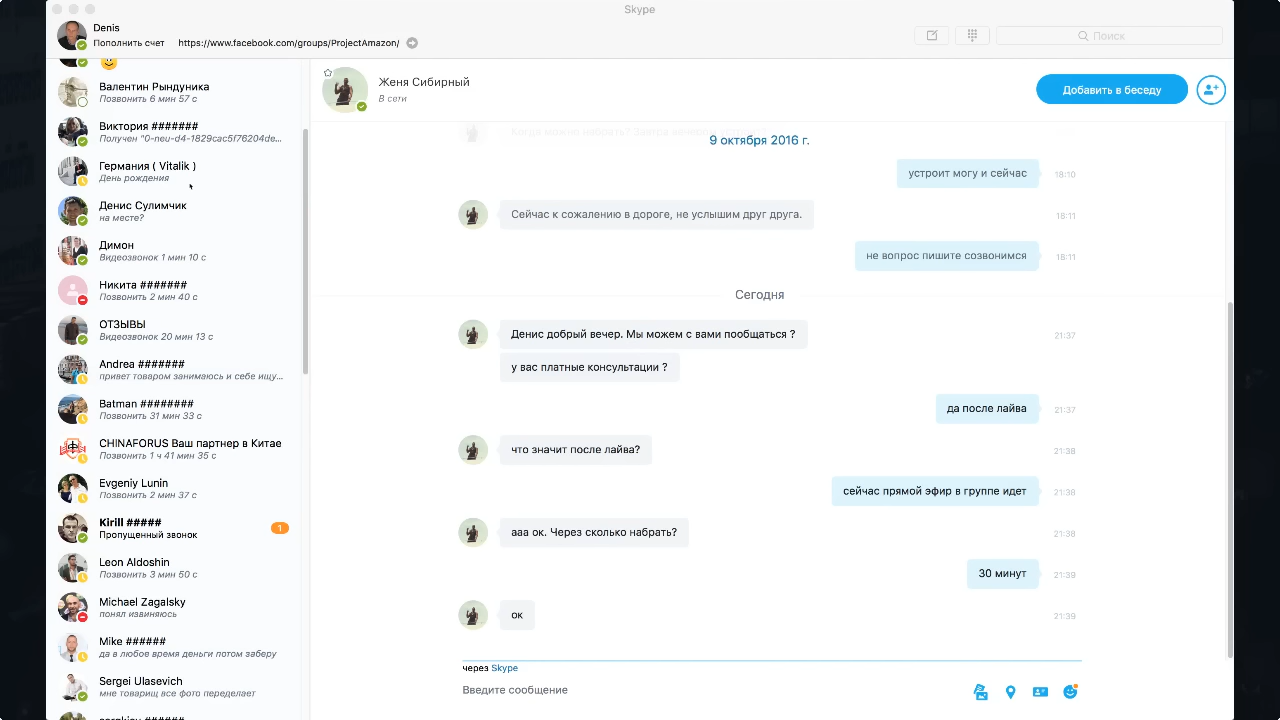 Skype
Denis
Пополнить счет https://www.facebook.com/groups/ProjectAmazon/
Поиск
Валентин Рындуника
Позвонить 6 мин 57 с
Виктория #######
Получен "0-neu-d4-1829cac5f76204de...
Германия ( Vitalik )
День рождения
Денис Сулимчик
на месте?
Димон
Видеозвонок 1 мин 10 с
Никита #######
Позвонить 2 мин 40 с
ОТЗЫВЫ
Видеозвонок 20 мин 13 с
Andrea #######
привет товаром занимаюсь и себе ищу...
Batman ########
Позвонить 31 мин 33 с
CHINAFORUS Ваш партнер в Китае
Позвонить 1 ч 41 мин 35 с
Evgeniy Lunin
Позвонить 2 мин 37 с
Kirill #####
Пропущенный звонок
1
Leon Aldoshin
Позвонить 3 мин 50 с
Michael Zagalsky
понял извиняюсь
Mike ######
да в любое время деньги потом заберу
Sergei Ulasevich
мне товарищ все фото переделает
Женя Сибирный
В сети
Добавить в беседу
9 октября 2016 г.
устроит могу и сейчас 18:10
Сейчас к сожалению в дороге, не услышим друг друга. 18:11
не вопрос пишите созвонимся 18:11
Сегодня
Денис добрый вечер. Мы можем с вами пообщаться ? 21:37
у вас платные консультации ?
да после лайва 21:37
что значит после лайва? 21:38
сейчас прямой эфир в группе идет 21:38
ааа ок. Через сколько набрать? 21:38
30 минут 21:39
ок 21:39
через Skype
Введите сообщение